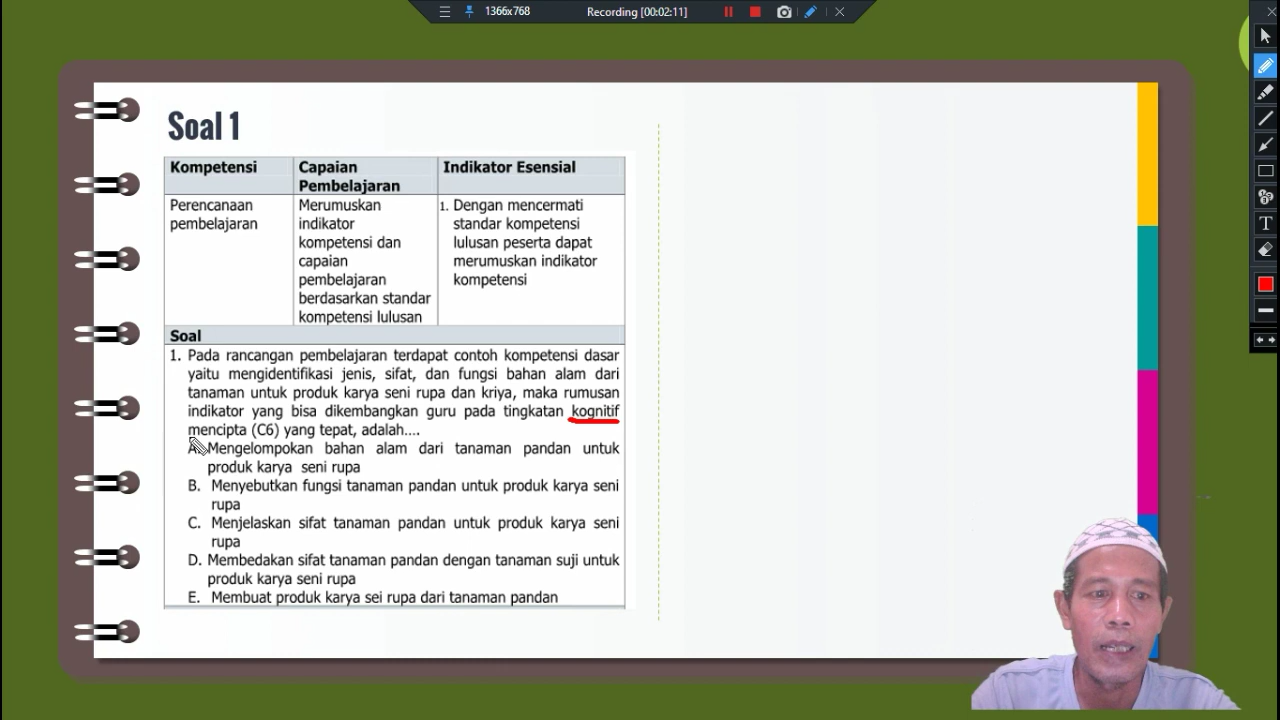 1366x768
Recording [00:02:11]
Soal 1
Kompetensi
Capaian
Pembelajaran
Indikator Esensial
Perencanaan
pembelajaran
Merumuskan
indikator
kompetensi dan
capaian
pembelajaran
berdasarkan standar
kompetensi lulusan
1. Dengan mencermati
standar kompetensi
lulusan peserta dapat
merumuskan indikator
kompetensi
Soal
1. Pada rancangan pembelajaran terdapat contoh kompetensi dasar
yaitu mengidentifikasi jenis, sifat, dan fungsi bahan alam dari
tanaman untuk produk karya seni rupa dan kriya, maka rumusan
indikator yang bisa dikembangkan guru pada tingkatan kognitif
mencipta (C6) yang tepat, adalah....
A. Mengelompokan bahan alam dari tanaman pandan untuk
produk karya seni rupa
B. Menyebutkan fungsi tanaman pandan untuk produk karya seni
rupa
C. Menjelaskan sifat tanaman pandan untuk produk karya seni
rupa
D. Membedakan sifat tanaman pandan dengan tanaman suji untuk
produk karya seni rupa
E. Membuat produk karya sei rupa dari tanaman pandan